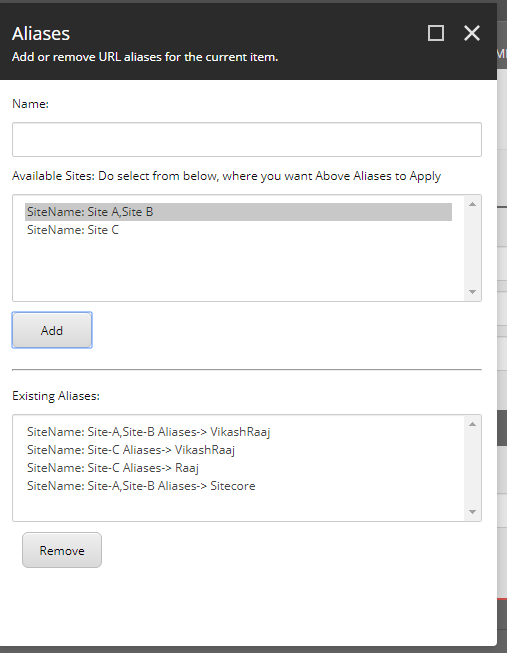 Aliases
Add or remove URL aliases for the current item.
Name:
Available Sites: Do select from below, where you want Above Aliases to Apply
SiteName: Site A,Site B
SiteName: Site C
Add
Existing Aliases:
SiteName: Site-A,Site-B Aliases-> VikashRaaj
SiteName: Site-C Aliases-> VikashRaaj
SiteName: Site-C Aliases-> Raaj
SiteName: Site-A,Site-B Aliases-> Sitecore
Remove